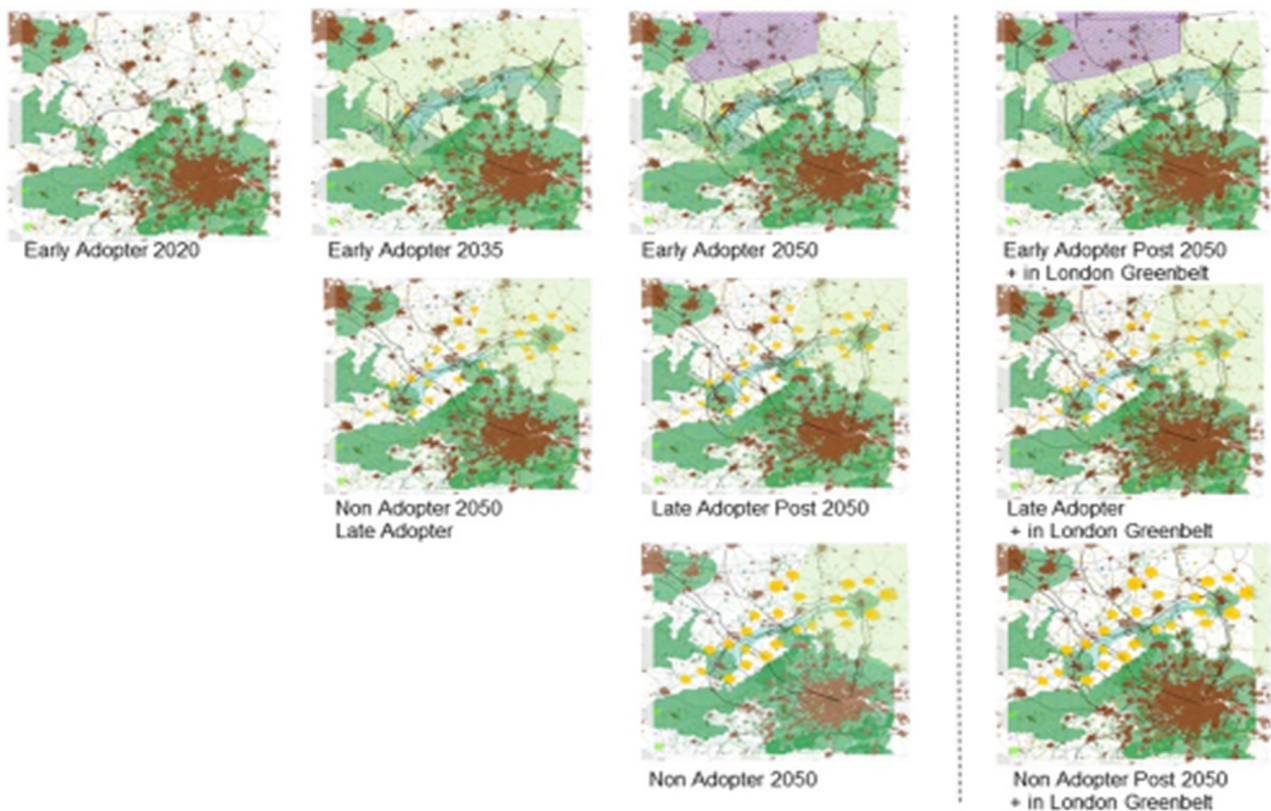 Early Adopter 2020
Early Adopter 2035
Early Adopter 2050
Early Adopter Post 2050
+ in London Greenbelt
Non Adopter 2050
Late Adopter
Late Adopter Post 2050
Late Adopter
+ in London Greenbelt
Non Adopter 2050
Non Adopter Post 2050
+ in London Greenbelt